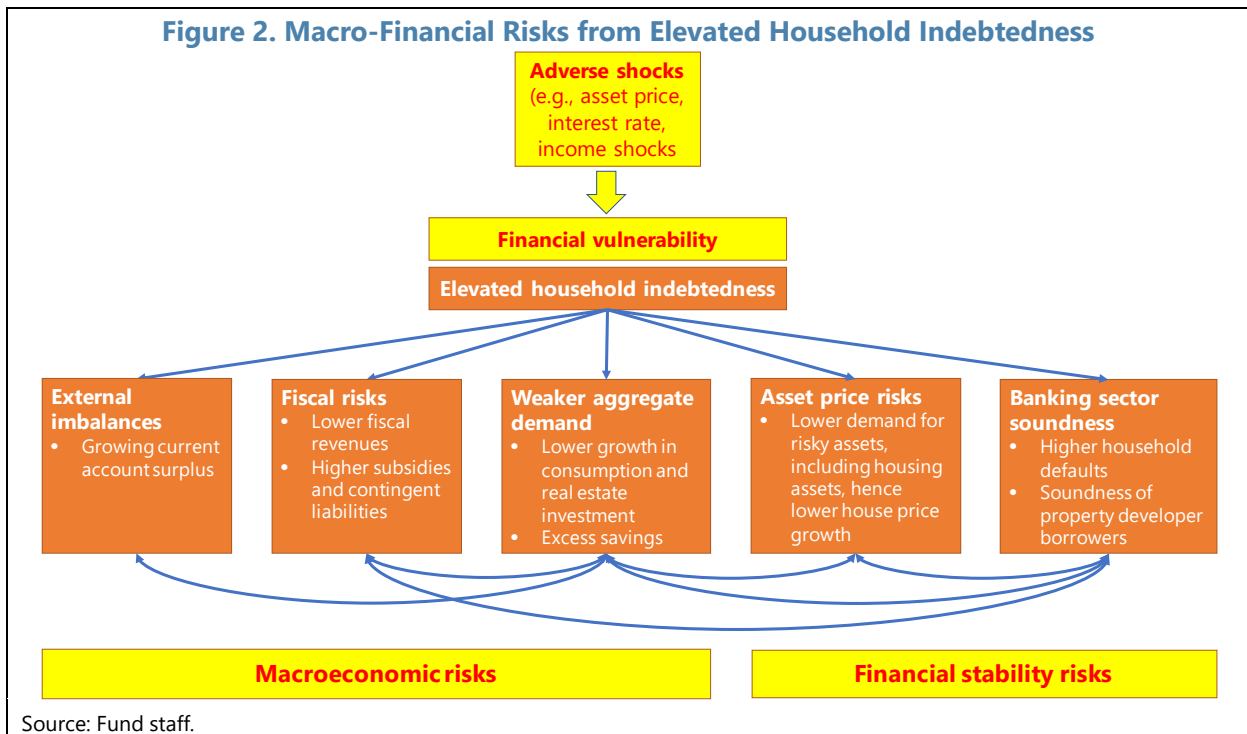 Figure 2. Macro-Financial Risks from Elevated Household Indebtedness
Adverse shocks
(e.g., asset price,
interest rate,
income shocks
Financial vulnerability
Elevated household indebtedness
External
imbalances
• Growing current
account surplus
Fiscal risks
• Lower fiscal
revenues
• Higher subsidies
and contingent
liabilities
Weaker aggregate
demand
• Lower growth in
consumption and
real estate
investment
• Excess savings
Asset price risks
• Lower demand for
risky assets,
including housing
assets, hence
lower house price
growth
Banking sector
soundness
• Higher household
defaults
• Soundness of
property developer
borrowers
Macroeconomic risks
Financial stability risks
Source: Fund staff.